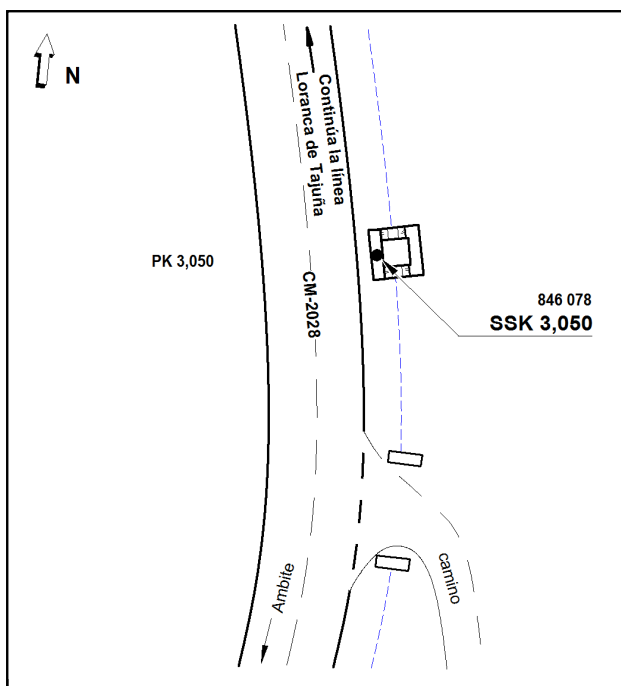 N
Continúa la línea
Loranca de Tajuña
PK 3,050
CM-2028
846 078
SSK 3,050
Ambite
camino